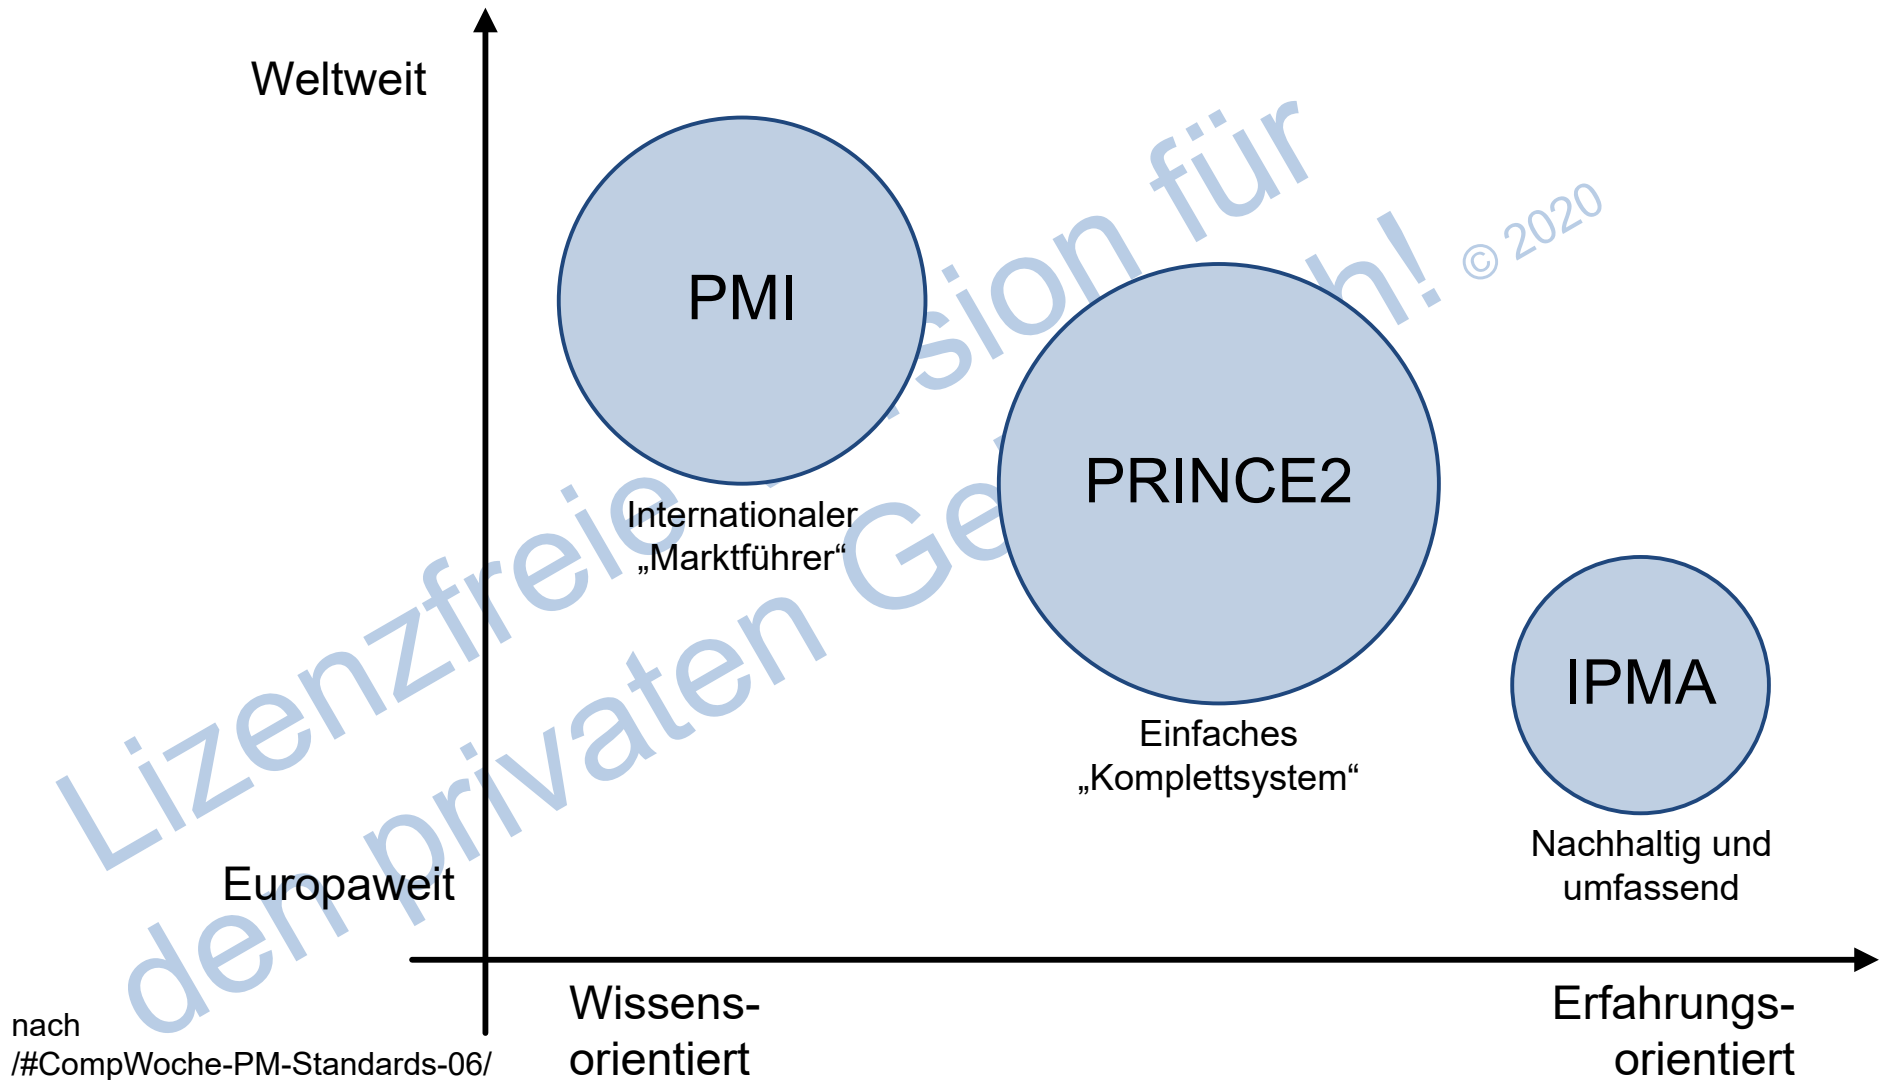 Weltweit
PMI
Internationaler
„Marktführer“
PRINCE2
Einfaches
„Komplettsystem“
IPMA
Nachhaltig und
umfassend
Europaweit
Wissens-
orientiert
Erfahrungs-
orientiert
nach
/#CompWoche-PM-Standards-06/
Lizenzfreie für
den privaten
© 2020